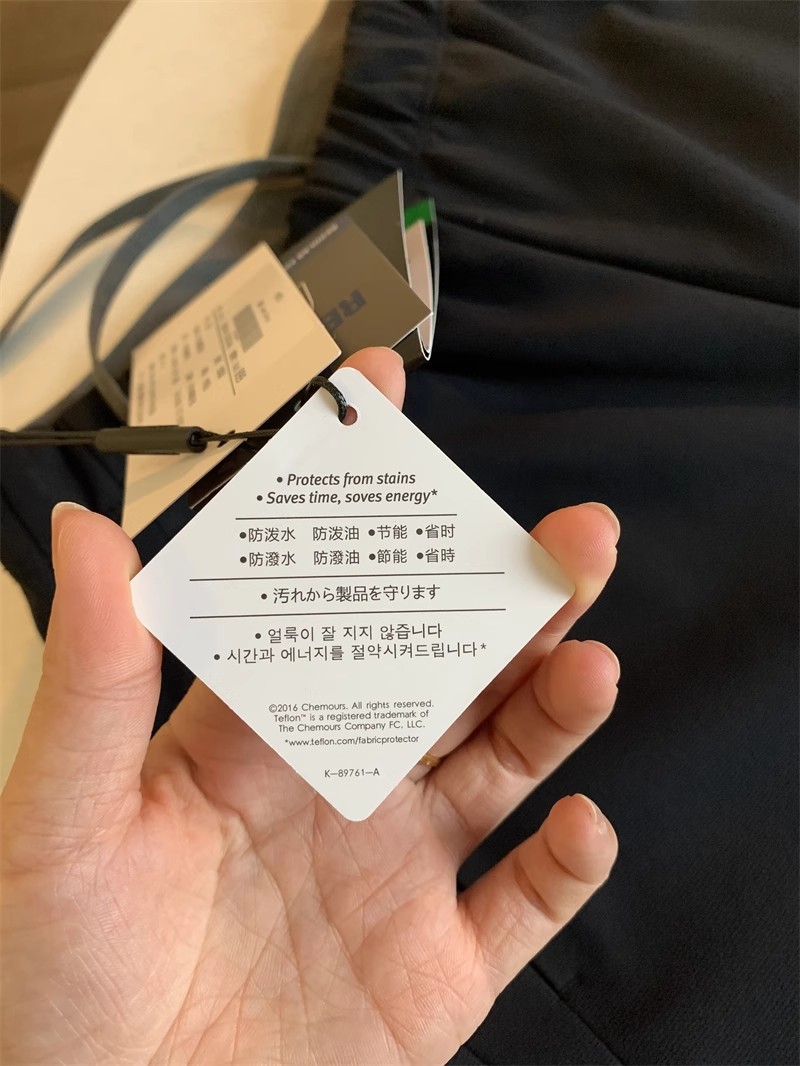 • Protects from stains
• Saves time, soves energy*
•防泼水 防泼油 •节能 •省时
•防潑水 防潑油 •節能 •省時
• 汚れから製品を守ります
• 얼룩이 잘 지지 않습니다
• 시간과 에너지를 절약시켜드립니다*
©2016 Chemours. All rights reserved.
Teflon™ is a registered trademark of
The Chemours Company FC, LLC.
*www.teflon.com/fabricprotector
K—89761—A